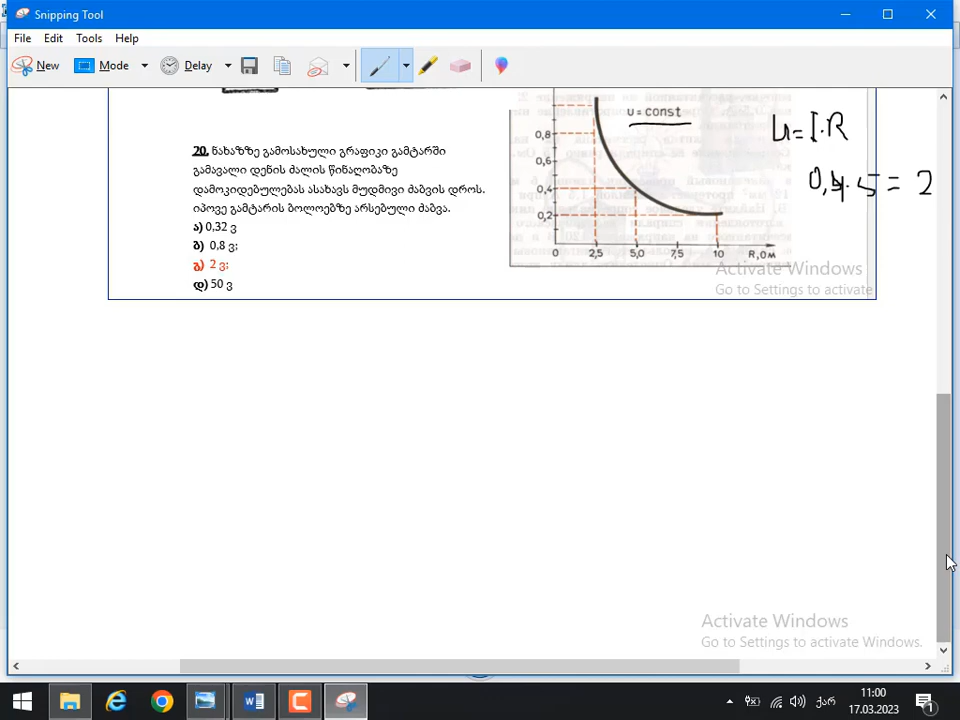 Snipping Tool
File Edit Tools Help
New Mode Delay
u = const
0,8
0,6
0,4
0,2
0 2,5 5,0 7,5 10 R, Ом
U=I.R
0,4.5=2
20. ნახაზზე გამოსახული გრაფიკი გამტარში
გამავალი დენის ძალის წინაღობაზე
დამოკიდებულებას ასახავს მუდმივი ძაბვის დროს.
იპოვე გამტარის ბოლოებზე არსებული ძაბვა.
ა) 0,32 ვ
ბ) 0,8 ვ;
გ) 2 ვ;
დ) 50 ვ
Activate Windows
Go to Settings to activate
Activate Windows
Go to Settings to activate Windows.
ქარ
11:00
17.03.2023
1